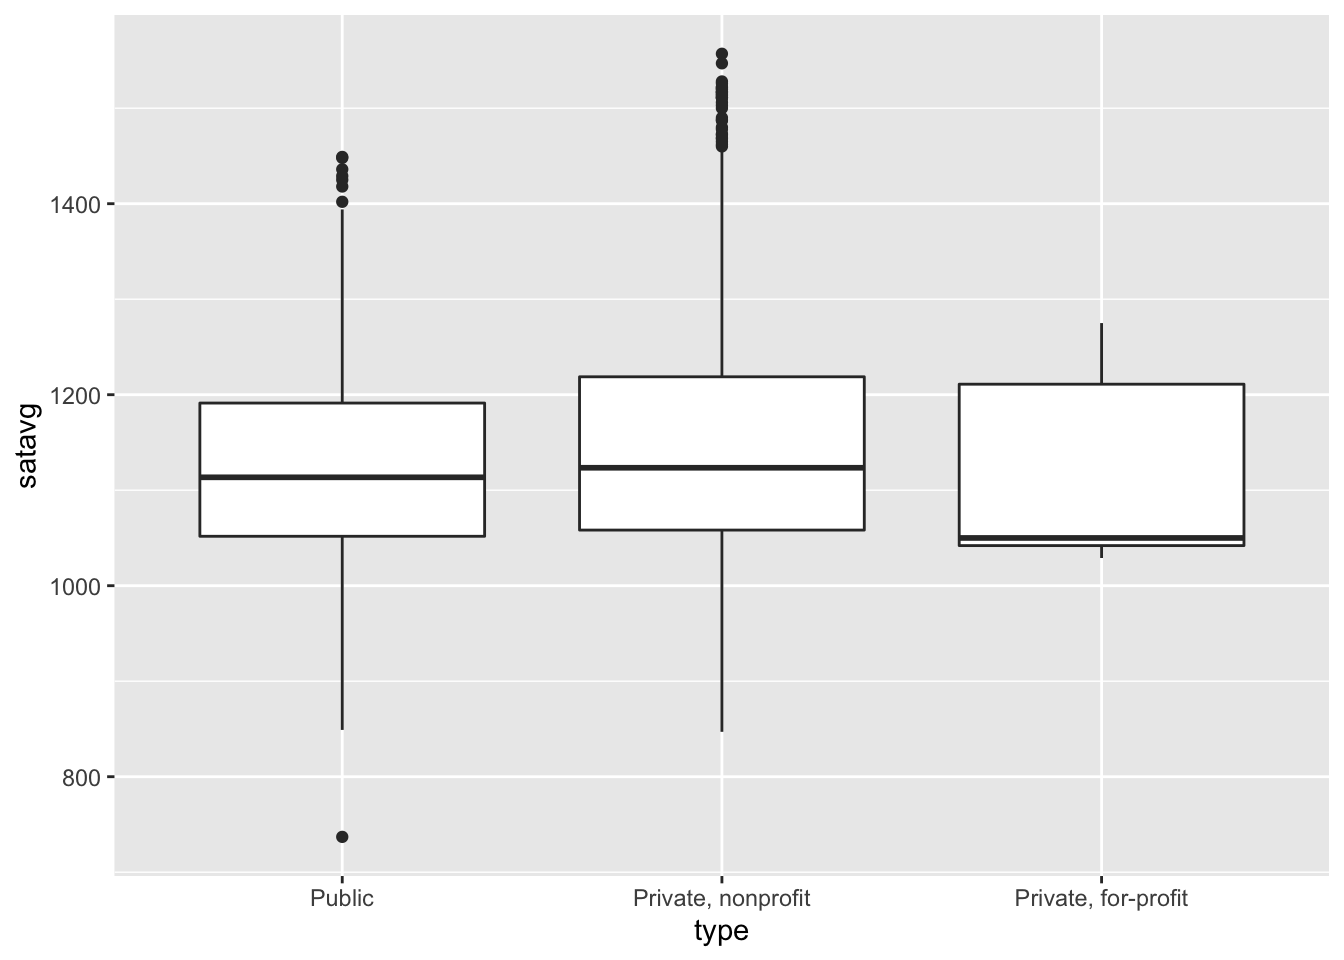 satavg
1400
1200
1000
800
Public
Private, nonprofit
Private, for-profit
type